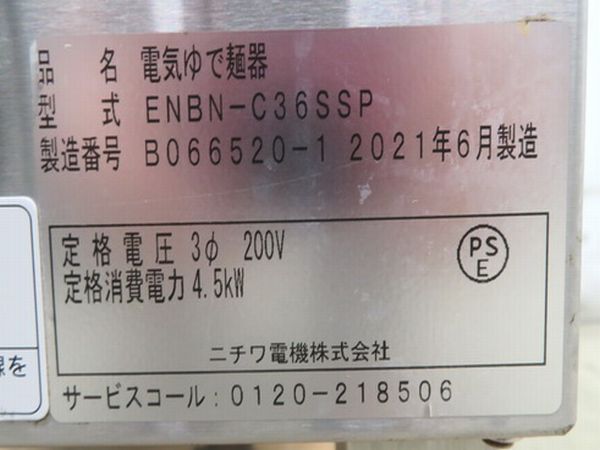 品名 電気ゆで麺器
型式 ENBN-C36SSP
製造番号 B066520-1 2021年6月製造
定格電圧 3φ 200V
定格消費電力 4.5kW
PS
E
ニチワ電機株式会社
サービスコール:0120-218506
線を